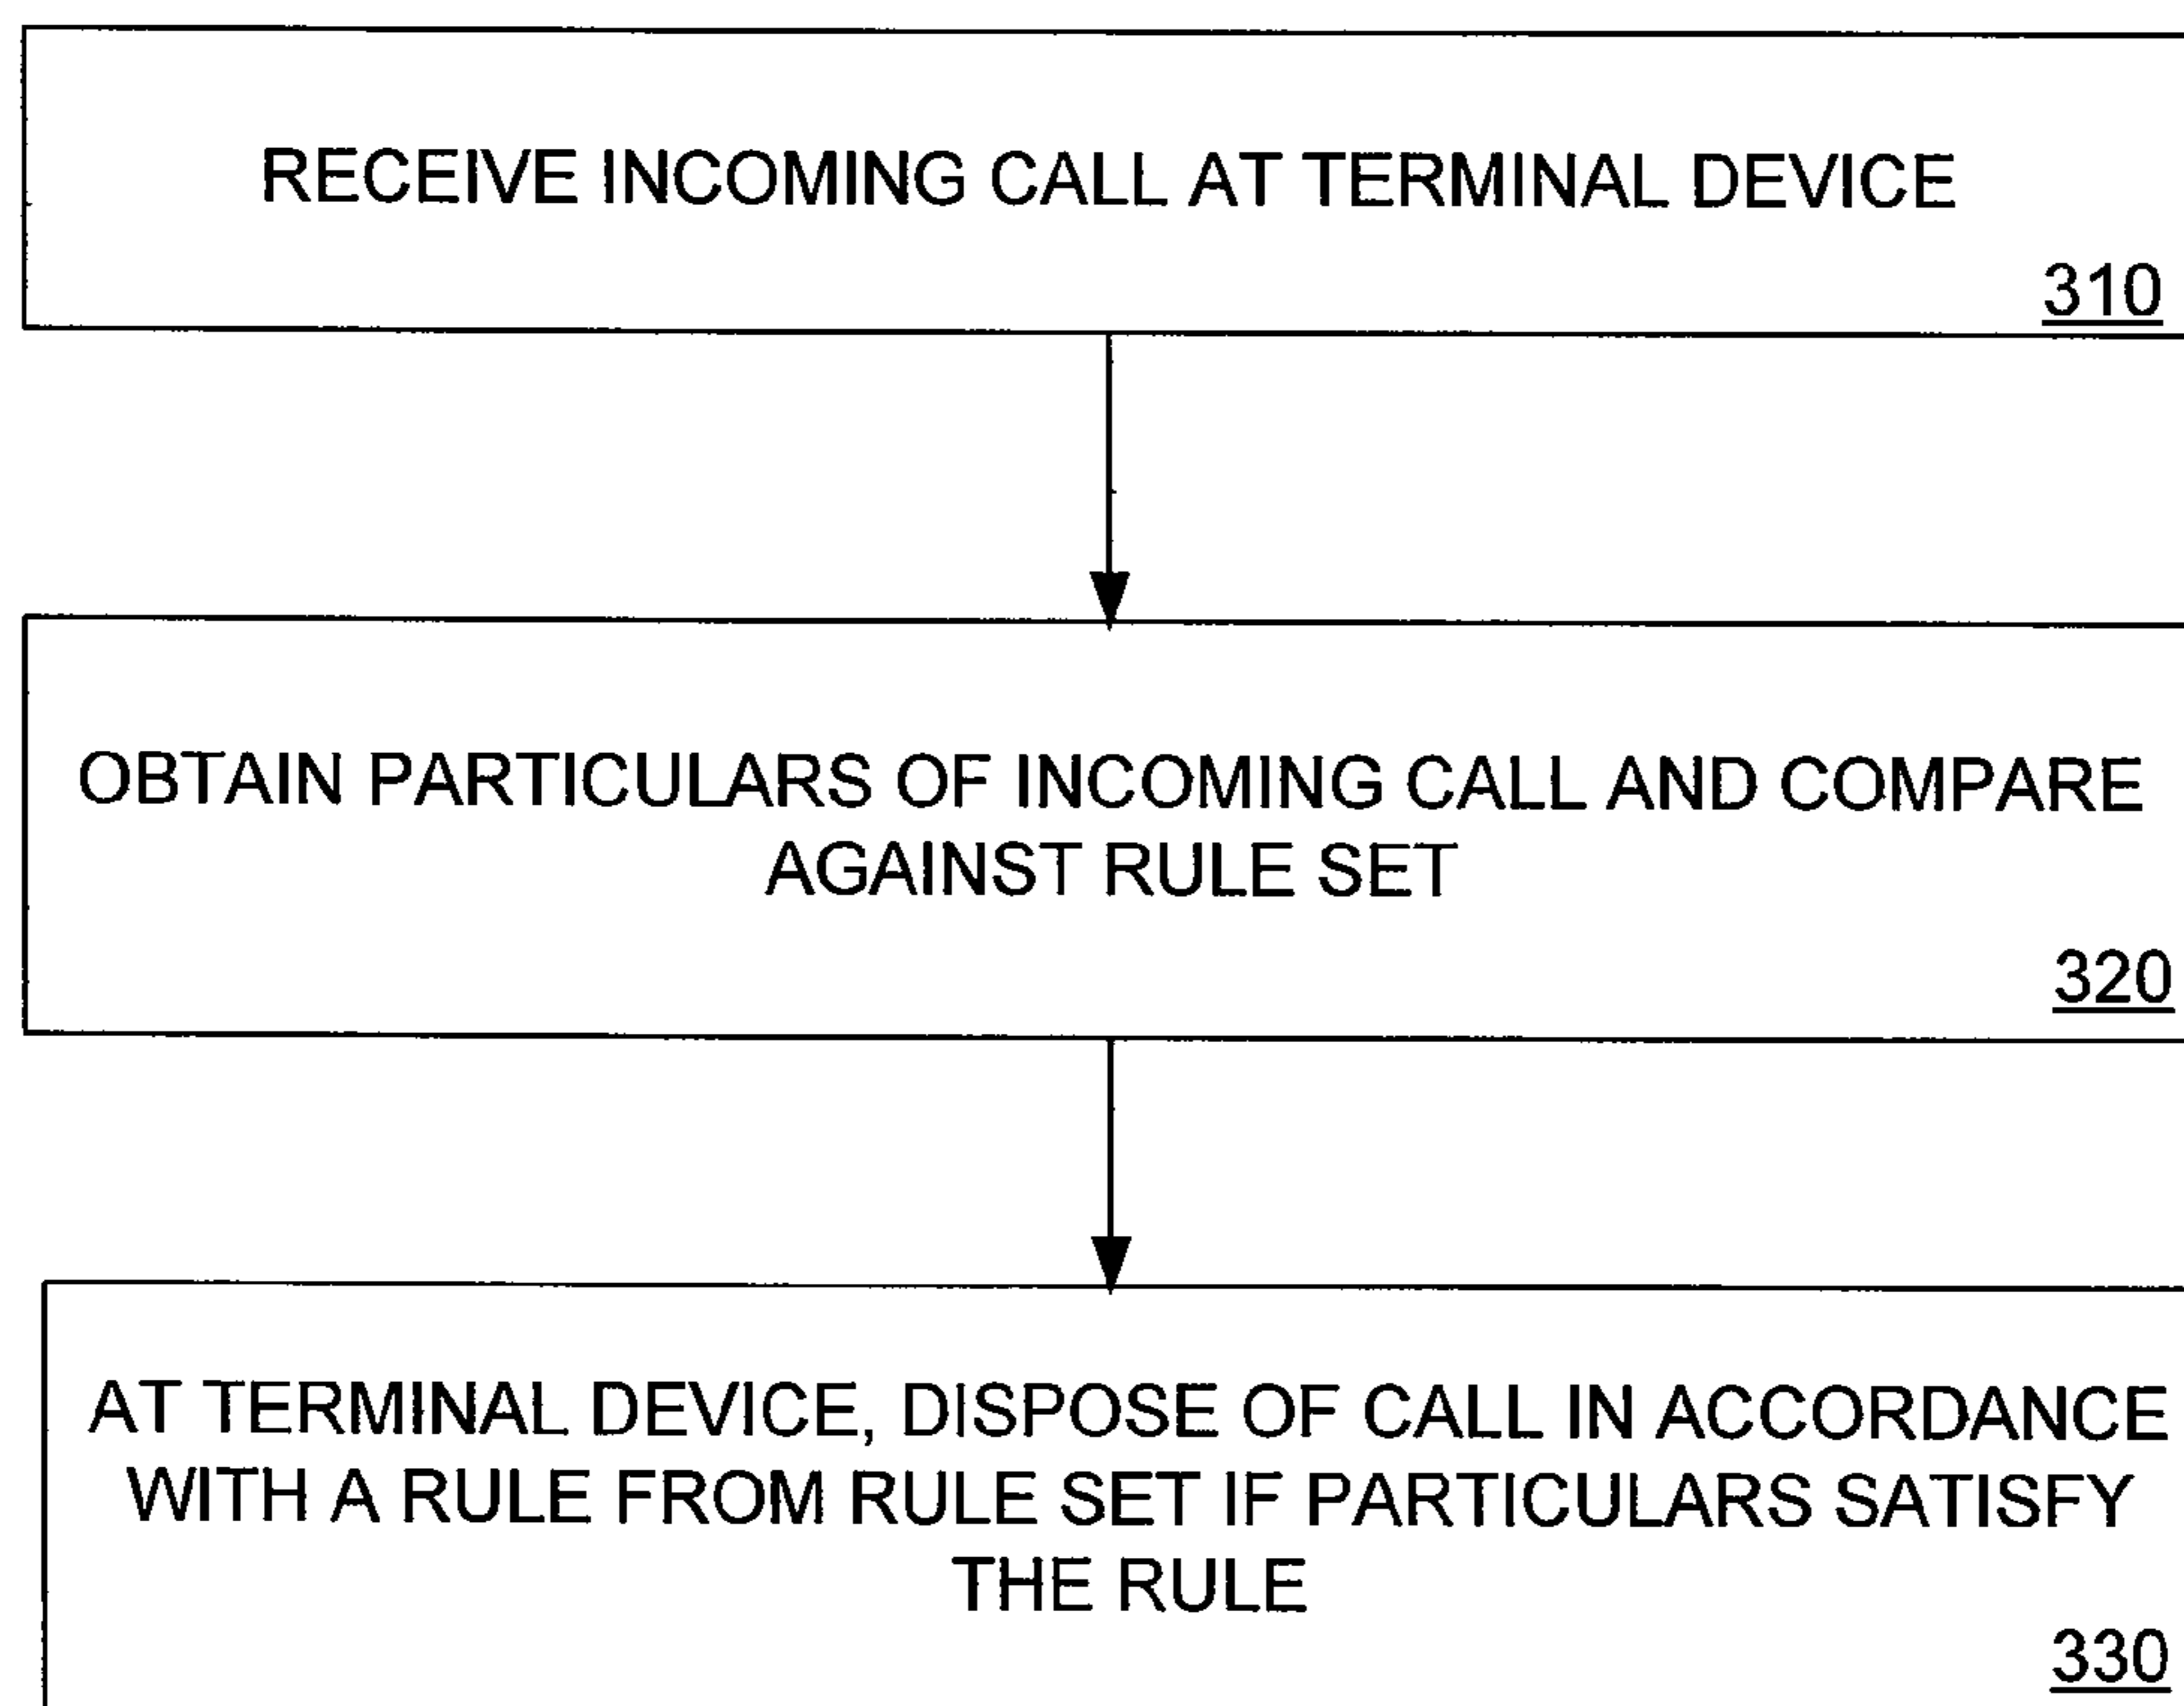 RECEIVE INCOMING CALL AT TERMINAL DEVICE
310
OBTAIN PARTICULARS OF INCOMING CALL AND COMPARE
AGAINST RULE SET
320
AT TERMINAL DEVICE, DISPOSE OF CALL IN ACCORDANCE
WITH A RULE FROM RULE SET IF PARTICULARS SATISFY
THE RULE
330